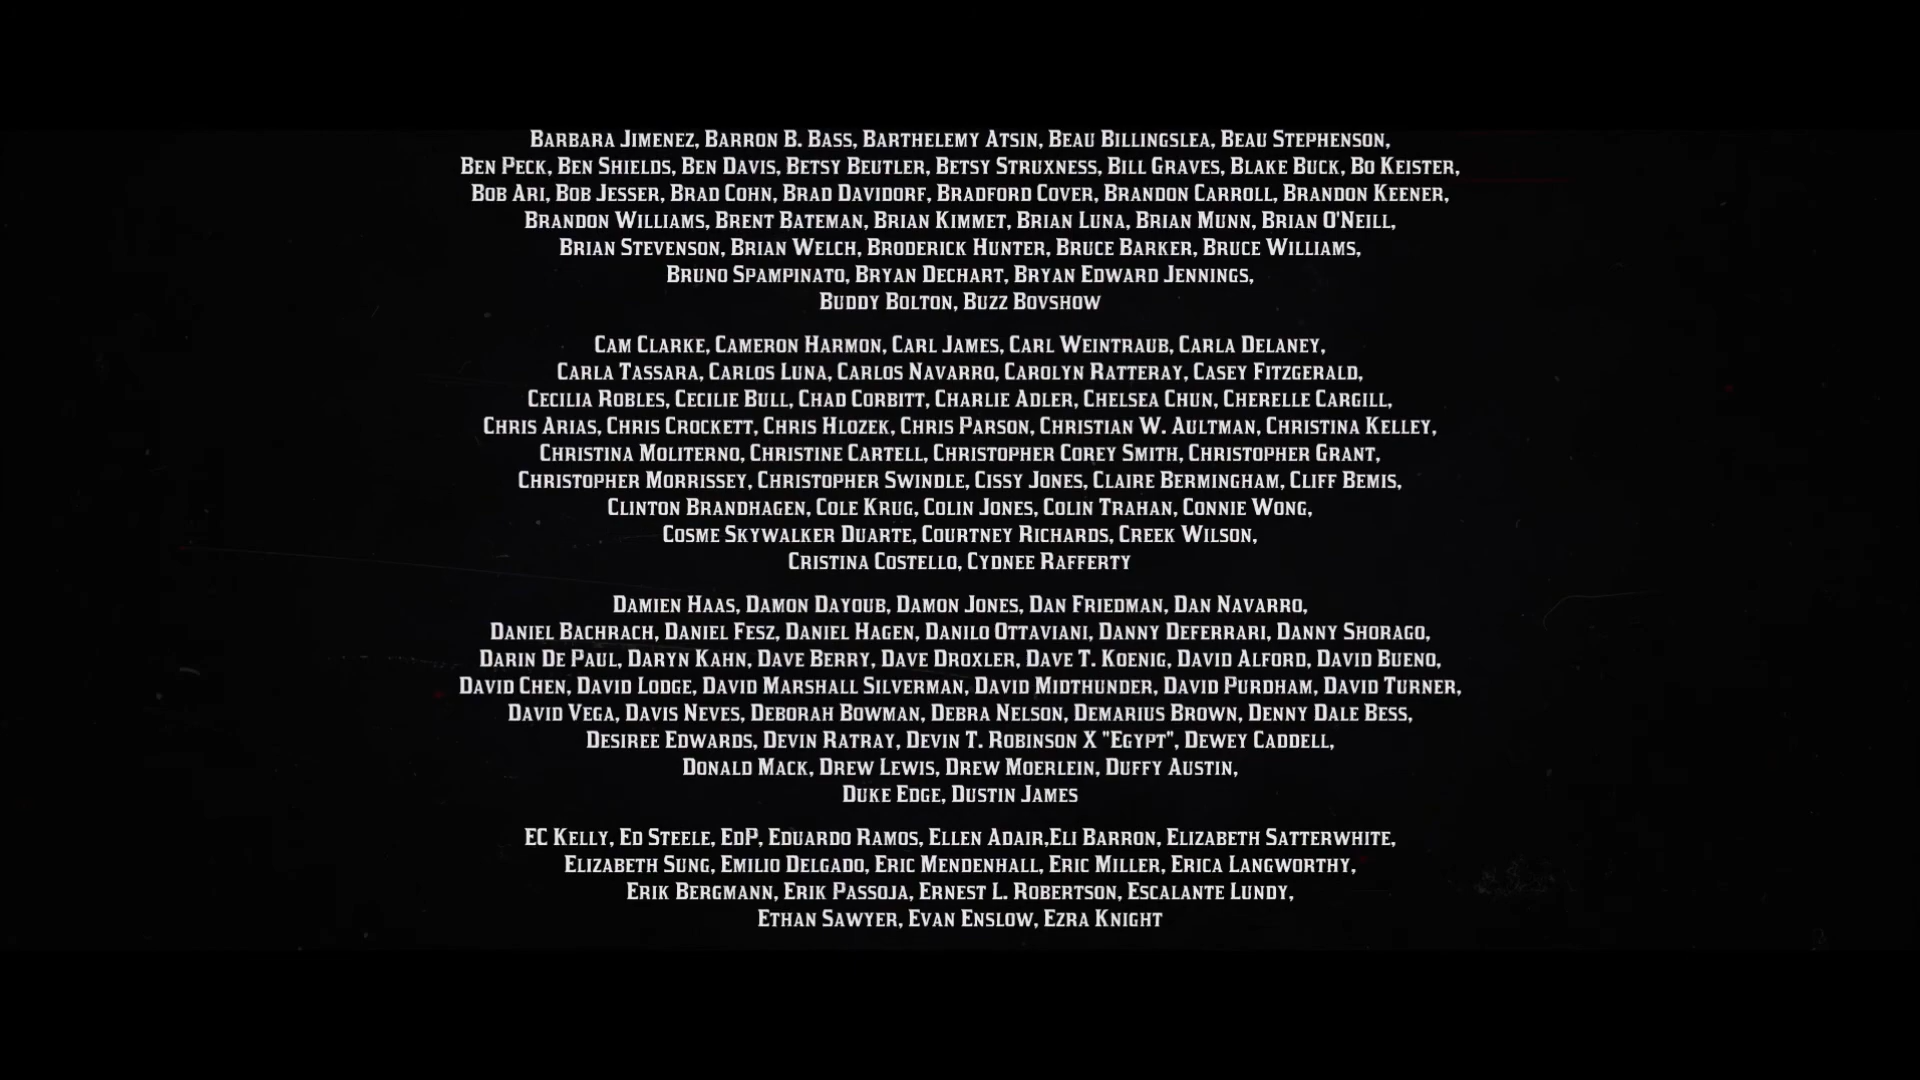 Barbara Jimenez, Barron B. Bass, Barthelemy Atsin, Beau Billingslea, Beau Stephenson,
Ben Peck, Ben Shields, Ben Davis, Betsy Beutler, Betsy Struxness, Bill Graves, Blake Buck, Bo Keister,
Bob Ari, Bob Jesser, Brad Cohn, Brad Davidorf, Bradford Cover, Brandon Carroll, Brandon Keener,
Brandon Williams, Brent Bateman, Brian Kimmet, Brian Luna, Brian Munn, Brian O'Neill,
Brian Stevenson, Brian Welch, Broderick Hunter, Bruce Barker, Bruce Williams,
Bruno Spampinato, Bryan Dechart, Bryan Edward Jennings,
Buddy Bolton, Buzz Bovshow
Cam Clarke, Cameron Harmon, Carl James, Carl Weintraub, Carla Delaney,
Carla Tassara, Carlos Luna, Carlos Navarro, Carolyn Ratteray, Casey Fitzgerald,
Cecilia Robles, Cecilie Bull, Chad Corbitt, Charlie Adler, Chelsea Chun, Cherelle Cargill,
Chris Arias, Chris Crockett, Chris Hlozek, Chris Parson, Christian W. Aultman, Christina Kelley,
Christina Moliterno, Christine Cartell, Christopher Corey Smith, Christopher Grant,
Christopher Morrissey, Christopher Swindle, Cissy Jones, Claire Bermingham, Cliff Bemis,
Clinton Brandhagen, Cole Krug, Colin Jones, Colin Trahan, Connie Wong,
Cosme Skywalker Duarte, Courtney Richards, Creek Wilson,
Cristina Costello, Cydnee Rafferty
Damien Haas, Damon Dayoub, Damon Jones, Dan Friedman, Dan Navarro,
Daniel Bachrach, Daniel Fesz, Daniel Hagen, Danilo Ottaviani, Danny Deferrari, Danny Shorago,
Darin De Paul, Daryn Kahn, Dave Berry, Dave Droxler, Dave T. Koenig, David Alford, David Bueno,
David Chen, David Lodge, David Marshall Silverman, David Midthunder, David Purdham, David Turner,
David Vega, Davis Neves, Deborah Bowman, Debra Nelson, Demarius Brown, Denny Dale Bess,
Desiree Edwards, Devin Ratray, Devin T. Robinson X "Egypt", Dewey Caddell,
Donald Mack, Drew Lewis, Drew Moerlein, Duffy Austin,
Duke Edge, Dustin James
EC Kelly, Ed Steele, EdP, Eduardo Ramos, Ellen Adair,Eli Barron, Elizabeth Satterwhite,
Elizabeth Sung, Emilio Delgado, Eric Mendenhall, Eric Miller, Erica Langworthy,
Erik Bergmann, Erik Passoja, Ernest L. Robertson, Escalante Lundy,
Ethan Sawyer, Evan Enslow, Ezra Knight